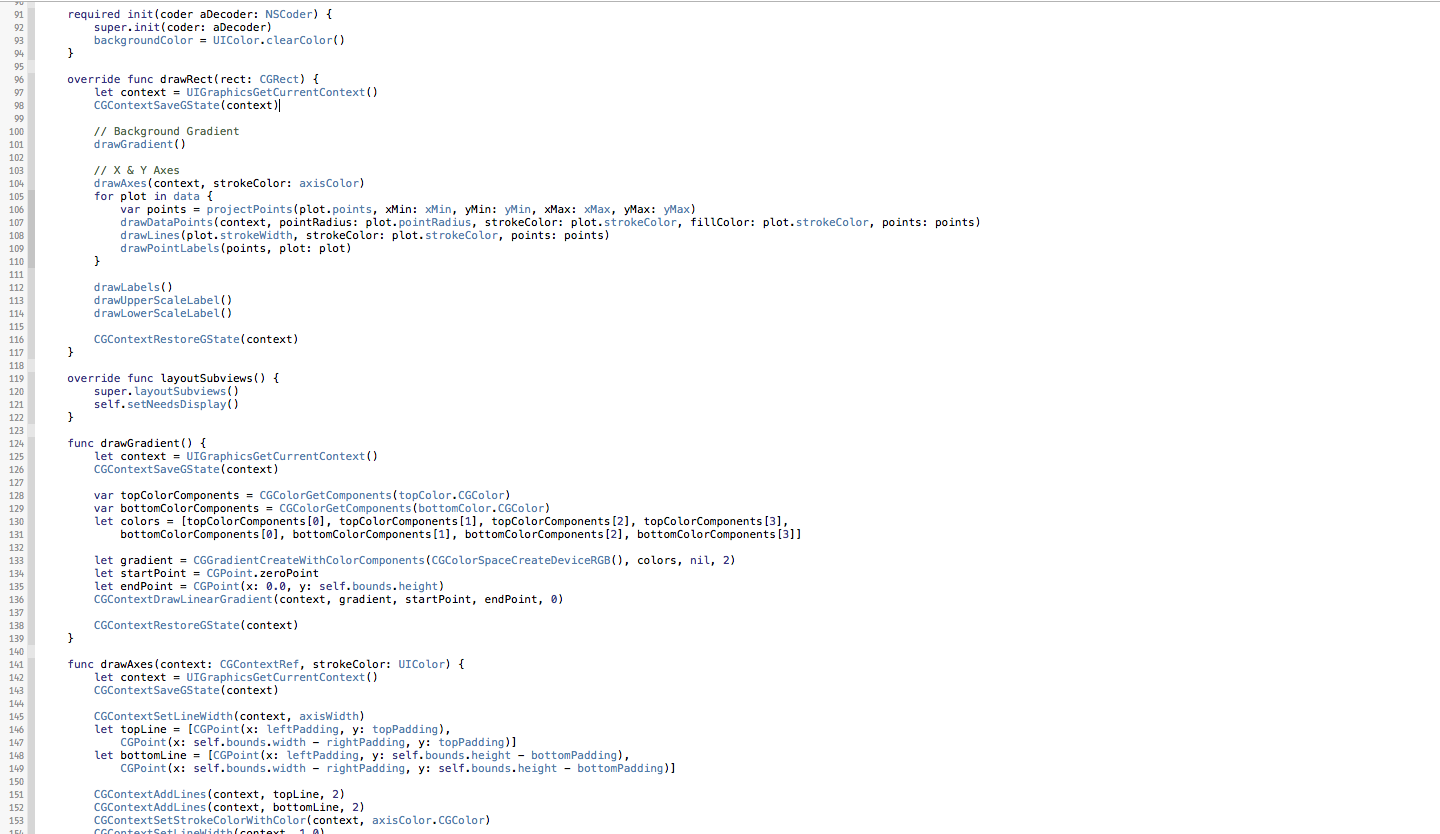 91 required init(coder aDecoder: NSCoder) {
92 super.init(coder: aDecoder)
93 backgroundColor = UIColor.clearColor()
94 }
95
96 override func drawRect(rect: CGRect) {
97 let context = UIGraphicsGetCurrentContext()
98 CGContextSaveGState(context)
99
100 // Background Gradient
101 drawGradient()
102
103 // X & Y Axes
104 drawAxes(context, strokeColor: axisColor)
105 for plot in data {
106 var points = projectPoints(plot.points, xMin: xMin, yMin: yMin, xMax: xMax, yMax: yMax)
107 drawDataPoints(context, pointRadius: plot.pointRadius, strokeColor: plot.strokeColor, fillColor: plot.strokeColor, points: points)
108 drawLines(plot.strokeWidth, strokeColor: plot.strokeColor, points: points)
109 drawPointLabels(points, plot: plot)
110 }
111
112 drawLabels()
113 drawUpperScaleLabel()
114 drawLowerScaleLabel()
115
116 CGContextRestoreGState(context)
117 }
118
119 override func layoutSubviews() {
120 super.layoutSubviews()
121 self.setNeedsDisplay()
122 }
123
124 func drawGradient() {
125 let context = UIGraphicsGetCurrentContext()
126 CGContextSaveGState(context)
127
128 var topColorComponents = CGColorGetComponents(topColor.CGColor)
129 var bottomColorComponents = CGColorGetComponents(bottomColor.CGColor)
130 let colors = [topColorComponents[0], topColorComponents[1], topColorComponents[2], topColorComponents[3],
131 bottomColorComponents[0], bottomColorComponents[1], bottomColorComponents[2], bottomColorComponents[3]]
132
133 let gradient = CGGradientCreateWithColorComponents(CGColorSpaceCreateDeviceRGB(), colors, nil, 2)
134 let startPoint = CGPoint.zeroPoint
135 let endPoint = CGPoint(x: 0.0, y: self.bounds.height)
136 CGContextDrawLinearGradient(context, gradient, startPoint, endPoint, 0)
137
138 CGContextRestoreGState(context)
139 }
140
141 func drawAxes(context: CGContextRef, strokeColor: UIColor) {
142 let context = UIGraphicsGetCurrentContext()
143 CGContextSaveGState(context)
144
145 CGContextSetLineWidth(context, axisWidth)
146 let topLine = [CGPoint(x: leftPadding, y: topPadding),
147 CGPoint(x: self.bounds.width - rightPadding, y: topPadding)]
148 let bottomLine = [CGPoint(x: leftPadding, y: self.bounds.height - bottomPadding),
149 CGPoint(x: self.bounds.width - rightPadding, y: self.bounds.height - bottomPadding)]
150
151 CGContextAddLines(context, topLine, 2)
152 CGContextAddLines(context, bottomLine, 2)
153 CGContextSetStrokeColorWithColor(context, axisColor.CGColor)
154 CGContextSetLineWidth(context, 1.0)